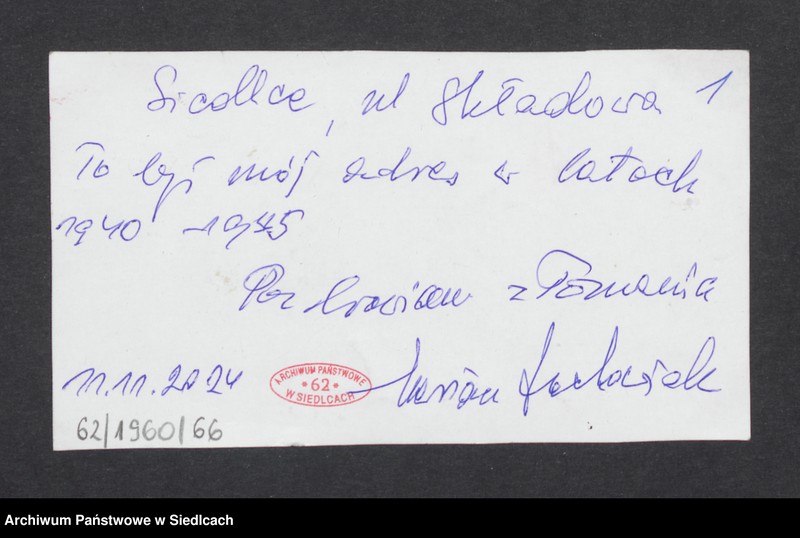 Siedlce, ul Składowa 1
To był mój adres w latach
1940 - 1945
Pozdrawiam z Poznania
11.11.2024
ARCHIWUM PAŃSTWOWE
* 62 *
W SIEDLCACH
Marian
62/1960/66
Archiwum Państwowe w Siedlcach